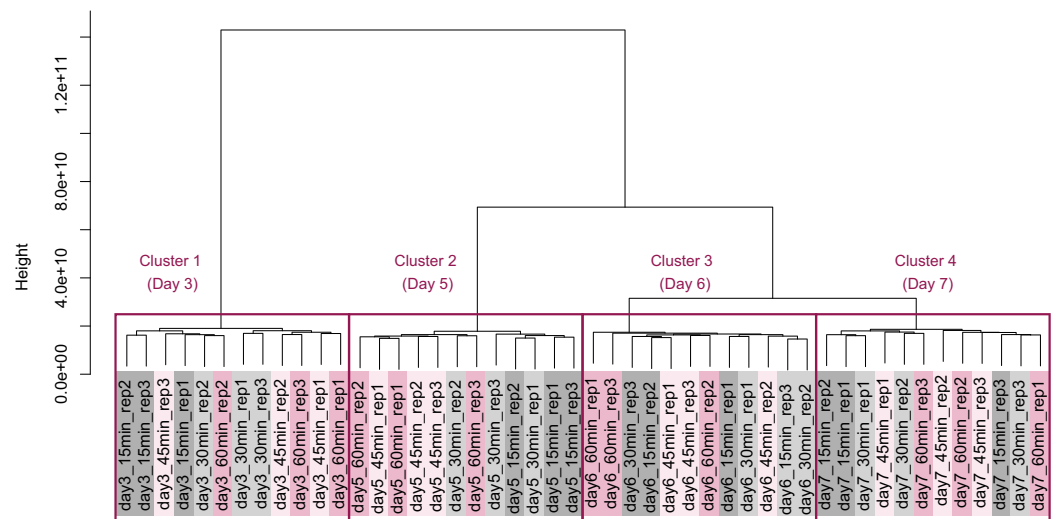 Height
0.0e+00
4.0e+10
8.0e+10
1.2e+11
Cluster 1
(Day 3)
Cluster 2
(Day 5)
Cluster 3
(Day 6)
Cluster 4
(Day 7)
day3_15min_rep2
day3_15min_rep3
day3_45min_rep3
day3_15min_rep1
day3_30min_rep2
day3_60min_rep2
day3_30min_rep1
day3_30min_rep3
day3_45min_rep2
day3_60min_rep3
day3_45min_rep1
day3_60min_rep1
day5_60min_rep2
day5_45min_rep1
day5_60min_rep1
day5_45min_rep2
day5_45min_rep3
day5_30min_rep2
day5_60min_rep3
day5_30min_rep3
day5_15min_rep2
day5_30min_rep1
day5_15min_rep1
day5_15min_rep3
day6_60min_rep1
day6_60min_rep3
day6_30min_rep3
day6_15min_rep2
day6_45min_rep1
day6_45min_rep3
day6_60min_rep2
day6_15min_rep1
day6_30min_rep1
day6_45min_rep2
day6_15min_rep3
day6_30min_rep2
day7_15min_rep2
day7_15min_rep1
day7_30min_rep1
day7_45min_rep1
day7_30min_rep2
day7_60min_rep3
day7_45min_rep2
day7_60min_rep2
day7_45min_rep3
day7_15min_rep3
day7_30min_rep3
day7_60min_rep1